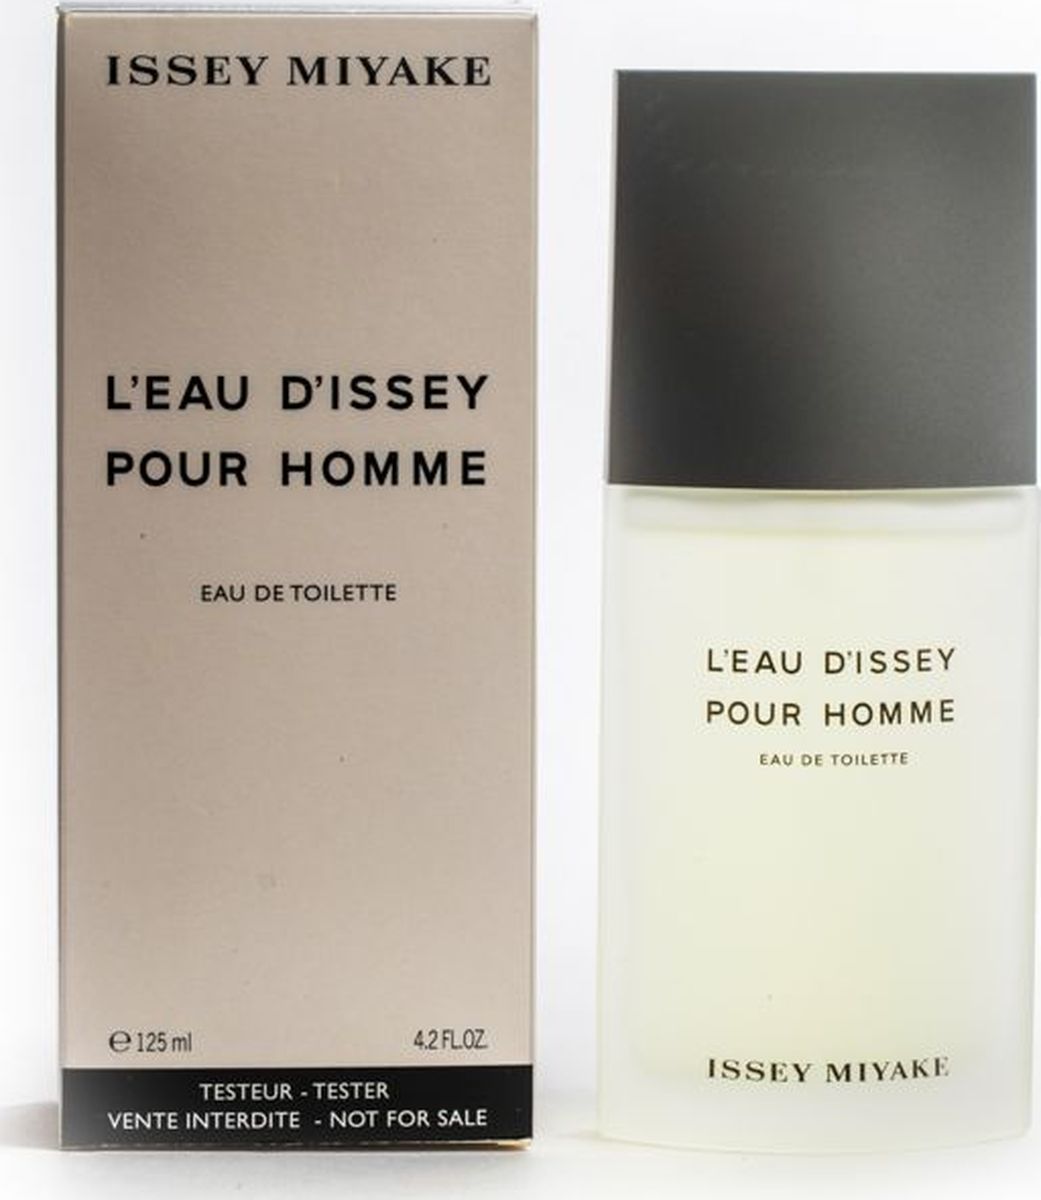 ISSEY MIYAKE
L'EAU D'ISSEY
POUR HOMME
EAU DE TOILETTE
℮ 125 ml 4.2 FL.OZ.
TESTEUR - TESTER
VENTE INTERDITE - NOT FOR SALE
L'EAU D'ISSEY
POUR HOMME
EAU DE TOILETTE
ISSEY MIYAKE